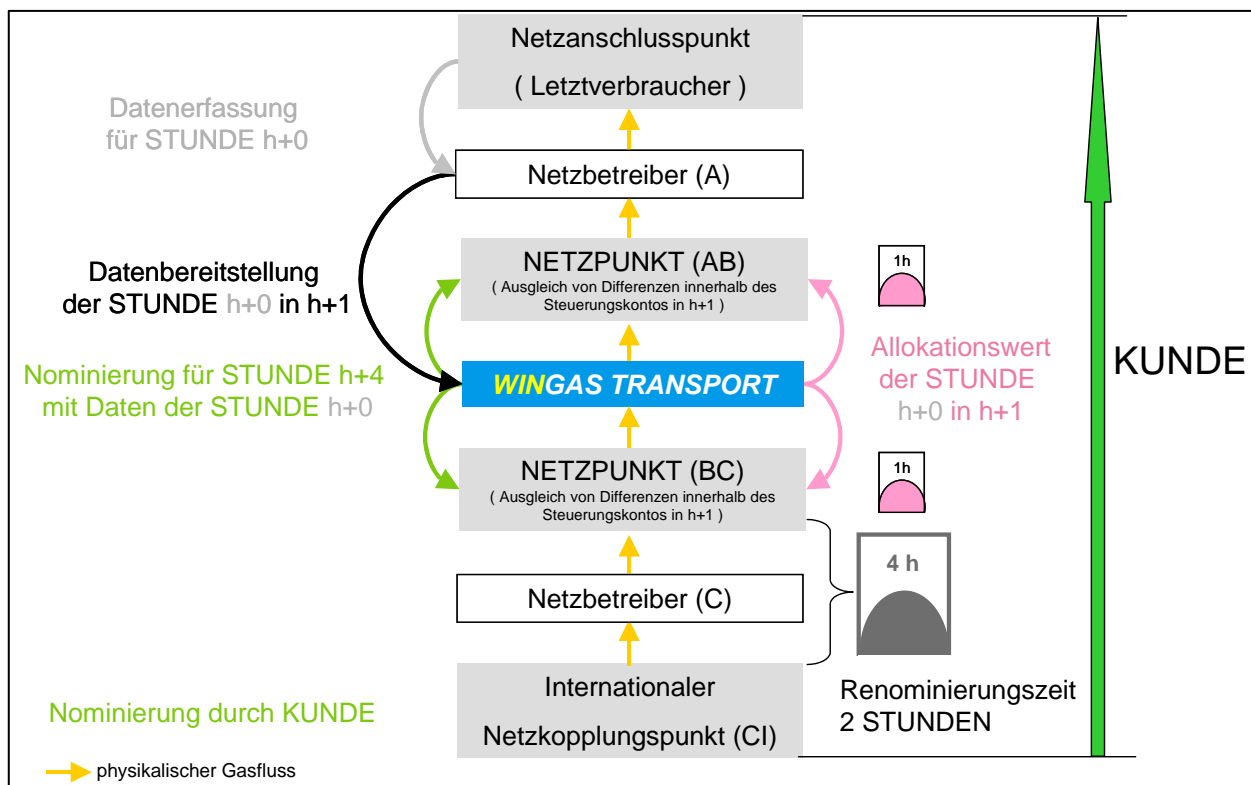 Netzanschlusspunkt
( Letztverbraucher )
Datenerfassung
für STUNDE h+0
Netzbetreiber (A)
Datenbereitstellung
der STUNDE h+0 in h+1
NETZPUNKT (AB)
( Ausgleich von Differenzen innerhalb des
Steuerungskontos in h+1 )
1h
Nominierung für STUNDE h+4
mit Daten der STUNDE h+0
WINGAS TRANSPORT
Allokationswert
der STUNDE
h+0 in h+1
KUNDE
NETZPUNKT (BC)
( Ausgleich von Differenzen innerhalb des
Steuerungskontos in h+1 )
1h
4 h
Netzbetreiber (C)
Internationaler
Netzkopplungspunkt (CI)
Renominierungszeit
2 STUNDEN
Nominierung durch KUNDE
physikalischer Gasfluss